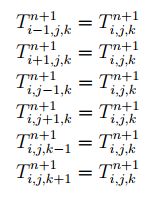 T^{n+1}_{i-1,j,k} = T^{n+1}_{i,j,k}
T^{n+1}_{i+1,j,k} = T^{n+1}_{i,j,k}
T^{n+1}_{i,j-1,k} = T^{n+1}_{i,j,k}
T^{n+1}_{i,j+1,k} = T^{n+1}_{i,j,k}
T^{n+1}_{i,j,k-1} = T^{n+1}_{i,j,k}
T^{n+1}_{i,j,k+1} = T^{n+1}_{i,j,k}